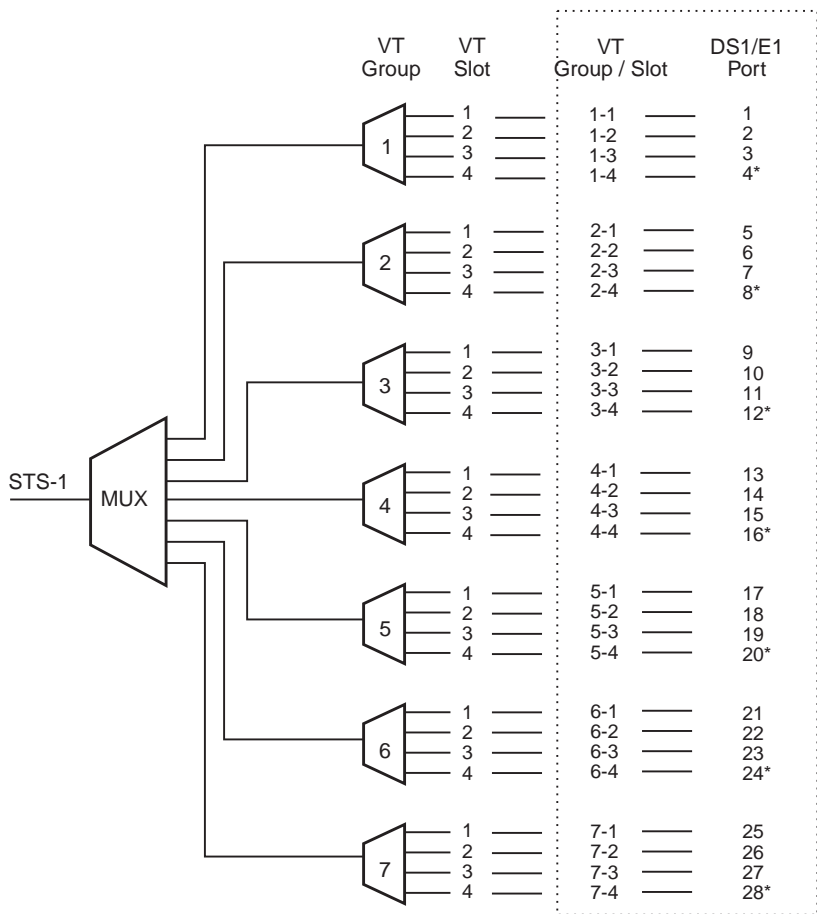 VT Group VT Slot VT Group / Slot DS1/E1 Port
STS-1
MUX
1
1 1-1 1
2 1-2 2
3 1-3 3
4 1-4 4*
2
1 2-1 5
2 2-2 6
3 2-3 7
4 2-4 8*
3
1 3-1 9
2 3-2 10
3 3-3 11
4 3-4 12*
4
1 4-1 13
2 4-2 14
3 4-3 15
4 4-4 16*
5
1 5-1 17
2 5-2 18
3 5-3 19
4 5-4 20*
6
1 6-1 21
2 6-2 22
3 6-3 23
4 6-4 24*
7
1 7-1 25
2 7-2 26
3 7-3 27
4 7-4 28*